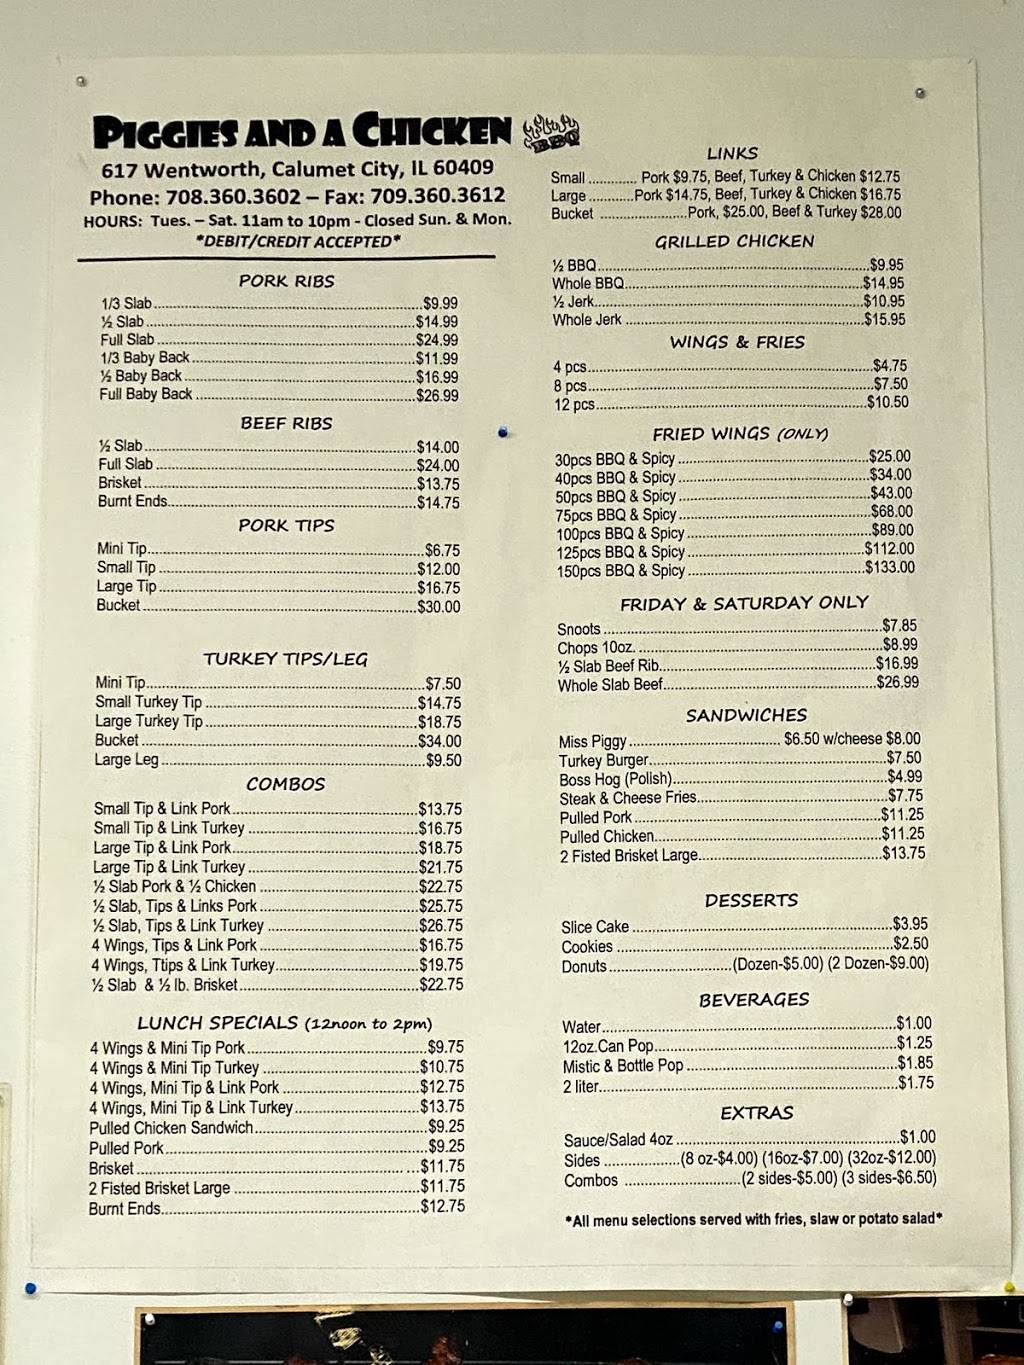 PIGGIES AND A CHICKEN BBQ
617 Wentworth, Calumet City, IL 60409
Phone: 708.360.3602 – Fax: 709.360.3612
HOURS: Tues. – Sat. 11am to 10pm - Closed Sun. & Mon.
*DEBIT/CREDIT ACCEPTED*
PORK RIBS
1/3 Slab $9.99
½ Slab $14.99
Full Slab $24.99
1/3 Baby Back $11.99
½ Baby Back $16.99
Full Baby Back $26.99
BEEF RIBS
½ Slab $14.00
Full Slab $24.00
Brisket $13.75
Burnt Ends $14.75
PORK TIPS
Mini Tip $6.75
Small Tip $12.00
Large Tip $16.75
Bucket $30.00
TURKEY TIPS/LEG
Mini Tip $7.50
Small Turkey Tip $14.75
Large Turkey Tip $18.75
Bucket $34.00
Large Leg $9.50
COMBOS
Small Tip & Link Pork $13.75
Small Tip & Link Turkey $16.75
Large Tip & Link Pork $18.75
Large Tip & Link Turkey $21.75
½ Slab Pork & ½ Chicken $22.75
½ Slab, Tips & Links Pork $25.75
½ Slab, Tips & Link Turkey $26.75
4 Wings, Tips & Link Pork $16.75
4 Wings, Ttips & Link Turkey $19.75
½ Slab & ½ lb. Brisket $22.75
LUNCH SPECIALS (12noon to 2pm)
4 Wings & Mini Tip Pork $9.75
4 Wings & Mini Tip Turkey $10.75
4 Wings, Mini Tip & Link Pork $12.75
4 Wings, Mini Tip & Link Turkey $13.75
Pulled Chicken Sandwich $9.25
Pulled Pork $9.25
Brisket $11.75
2 Fisted Brisket Large $11.75
Burnt Ends $12.75
LINKS
Small Pork $9.75, Beef, Turkey & Chicken $12.75
Large Pork $14.75, Beef, Turkey & Chicken $16.75
Bucket Pork, $25.00, Beef & Turkey $28.00
GRILLED CHICKEN
½ BBQ $9.95
Whole BBQ $14.95
½ Jerk $10.95
Whole Jerk $15.95
WINGS & FRIES
4 pcs $4.75
8 pcs $7.50
12 pcs $10.50
FRIED WINGS (ONLY)
30pcs BBQ & Spicy $25.00
40pcs BBQ & Spicy $34.00
50pcs BBQ & Spicy $43.00
75pcs BBQ & Spicy $68.00
100pcs BBQ & Spicy $89.00
125pcs BBQ & Spicy $112.00
150pcs BBQ & Spicy $133.00
FRIDAY & SATURDAY ONLY
Snoots $7.85
Chops 10oz. $8.99
½ Slab Beef Rib $16.99
Whole Slab Beef $26.99
SANDWICHES
Miss Piggy $6.50 w/cheese $8.00
Turkey Burger $7.50
Boss Hog (Polish) $4.99
Steak & Cheese Fries $7.75
Pulled Pork $11.25
Pulled Chicken $11.25
2 Fisted Brisket Large $13.75
DESSERTS
Slice Cake $3.95
Cookies $2.50
Donuts (Dozen-$5.00) (2 Dozen-$9.00)
BEVERAGES
Water $1.00
12oz.Can Pop $1.25
Mistic & Bottle Pop $1.85
2 liter $1.75
EXTRAS
Sauce/Salad 4oz $1.00
Sides (8 oz-$4.00) (16oz-$7.00) (32oz-$12.00)
Combos (2 sides-$5.00) (3 sides-$6.50)
*All menu selections served with fries, slaw or potato salad*